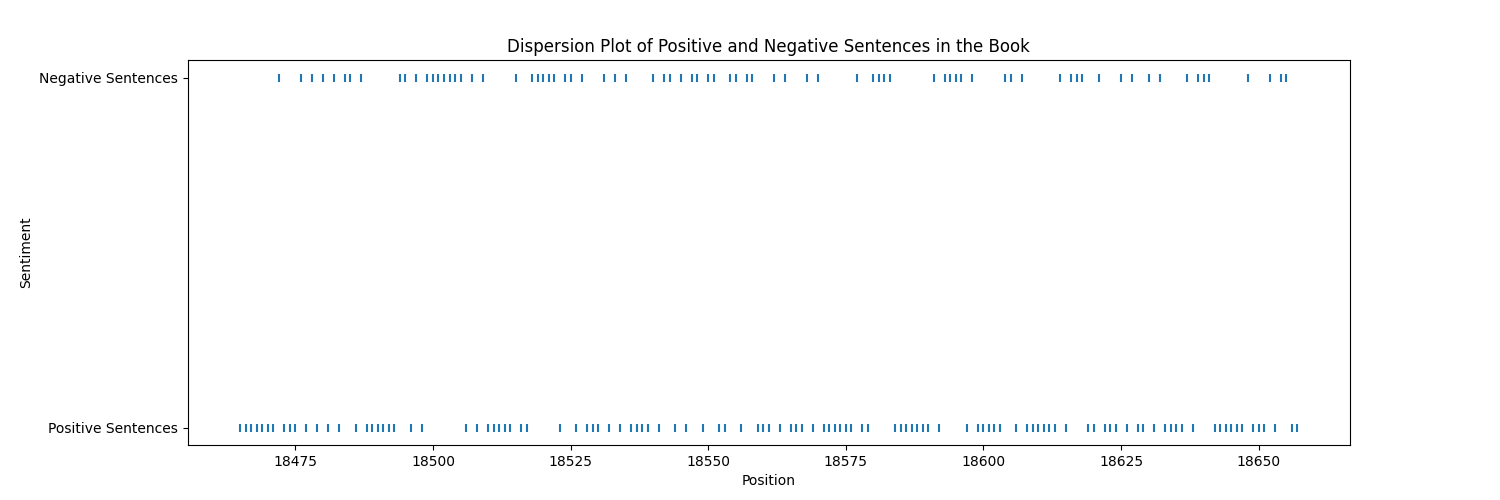 Dispersion Plot of Positive and Negative Sentences in the Book
Negative Sentences
Sentiment
Positive Sentences
18475 18500 18525 18550 18575 18600 18625 18650
Position